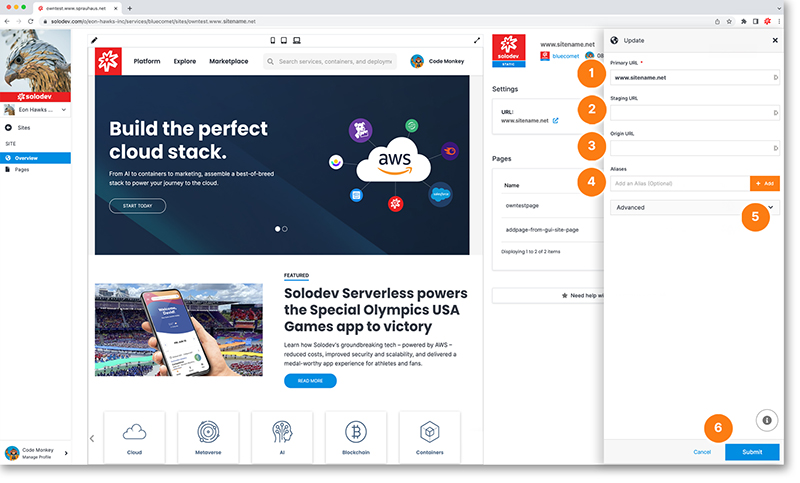 owntest.www.sprauhaus.net
solodev.com/o/eon-hawks-inc/services/bluecomet/sites/owntest.www.sitename.net
solodev
Eon Hawks ...
Sites
SITE
Overview
Pages
Code Monkey
Manage Profile
Platform Explore Marketplace
Search services, containers, and deployme
Code Monkey
Build the perfect
cloud stack.
From AI to containers to marketing, assemble a best-of-breed
stack to power your journey to the cloud.
START TODAY
aws
salesforce
FEATURED
Solodev Serverless powers
the Special Olympics USA
Games app to victory
Learn how Solodev's groundbreaking tech – powered by AWS –
reduced costs, improved security and scalability, and delivered a
medal-worthy app experience for athletes and fans.
READ MORE
Welcome,
David!
Cloud
Metaverse
AI
Blockchain
Containers
solodev
www.sitename.net
bluecomet
08
Settings
URL:
www.sitename.net
Pages
Name
owntestpage
addpage-from-gui-site-page
Displaying 1 to 2 of 2 items
Need help wi
Update
1
Primary URL *
www.sitename.net
2
Staging URL
3
Origin URL
4
Aliases
Add an Alias (Optional)
+ Add
Advanced
5
6
Cancel
Submit